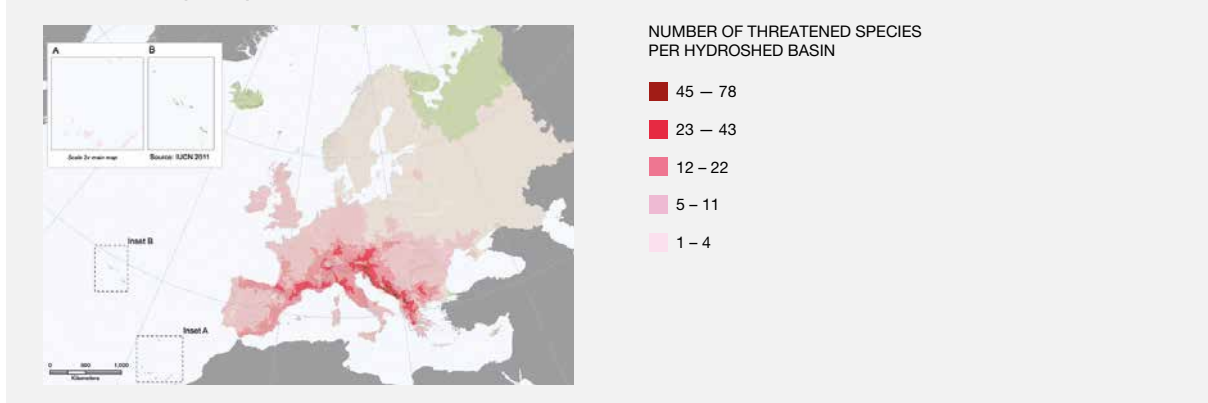 A
B
Scale 3x main map
Source: IUCN 2011
Inset B
Inset A
0 500 1,000
Kilometers
NUMBER OF THREATENED SPECIES
PER HYDROSHED BASIN
45 — 78
23 — 43
12 – 22
5 – 11
1 – 4